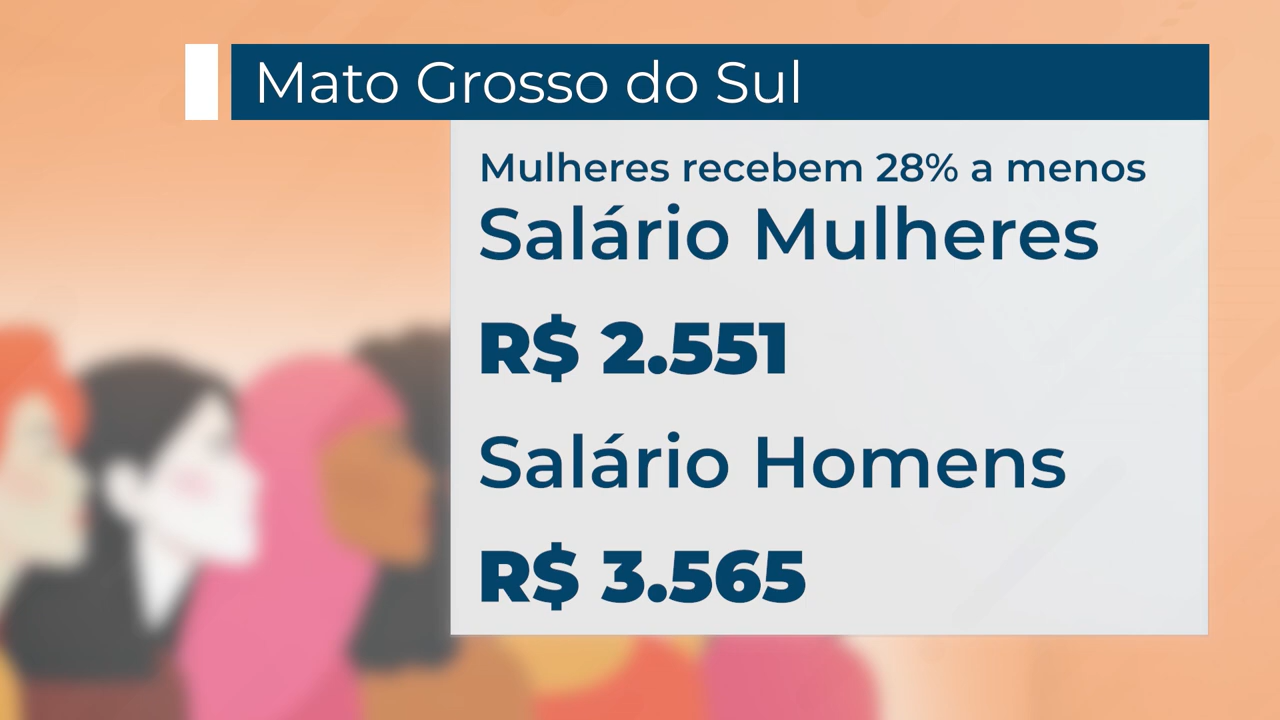 Mato Grosso do Sul
Mulheres recebem 28% a menos
Salário Mulheres
R$ 2.551
Salário Homens
R$ 3.565